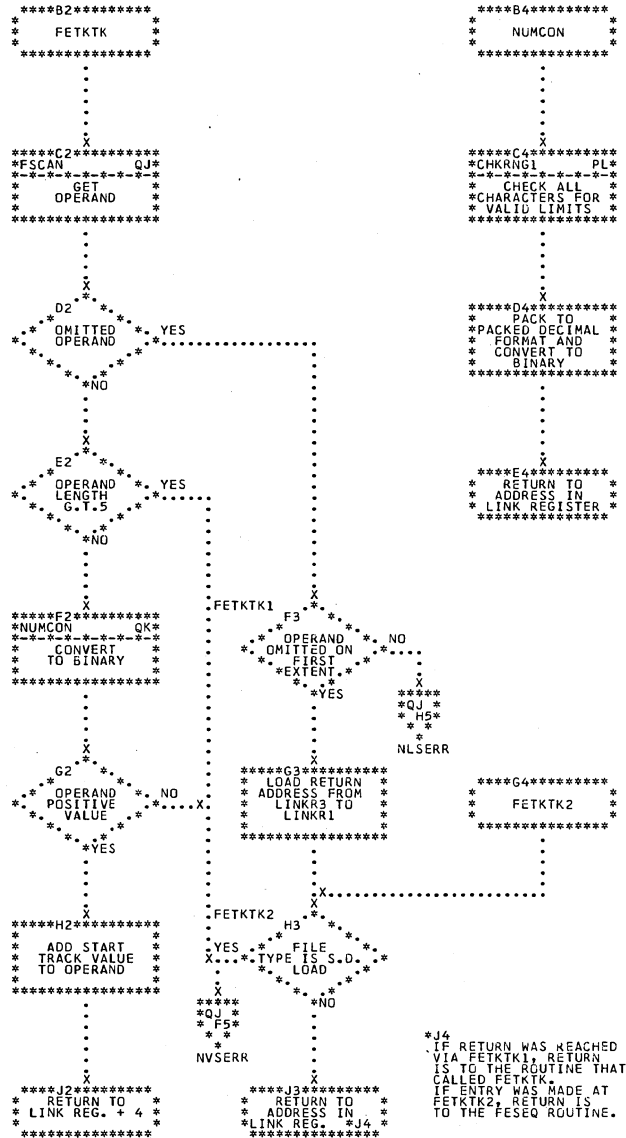 B2
FETKTK
C2
FSCAN QJ
GET
OPERAND
D2
OMITTED
OPERAND
YES
NO
E2
OPERAND
LENGTH
G.T.5
YES
NO
F2
NUMCON QK
CONVERT
TO BINARY
G2
OPERAND
POSITIVE
VALUE
NO
YES
H2
ADD START
TRACK VALUE
TO OPERAND
J2
RETURN TO
LINK REG. + 4
FETKTK1
F3
OPERAND
OMITTED ON
FIRST
EXTENT.
NO
YES
QJ
H5
NLSERR
G3
LOAD RETURN
ADDRESS FROM
LINKR3 TO
LINKR1
FETKTK2
H3
FILE
TYPE IS S.D.
LOAD
YES
NO
QJ
F5
NVSERR
J3
RETURN TO
ADDRESS IN
LINK REG. *J4
B4
NUMCON
C4
CHKRNG1 PL
CHECK ALL
CHARACTERS FOR
VALID LIMITS
D4
PACK TO
PACKED DECIMAL
FORMAT AND
CONVERT TO
BINARY
E4
RETURN TO
ADDRESS IN
LINK REGISTER
G4
FETKTK2
*J4
IF RETURN WAS REACHED
VIA FETKTK1, RETURN
IS TO THE ROUTINE THAT
CALLED FETKTK.
IF ENTRY WAS MADE AT
FETKTK2, RETURN IS
TO THE FESEQ ROUTINE.